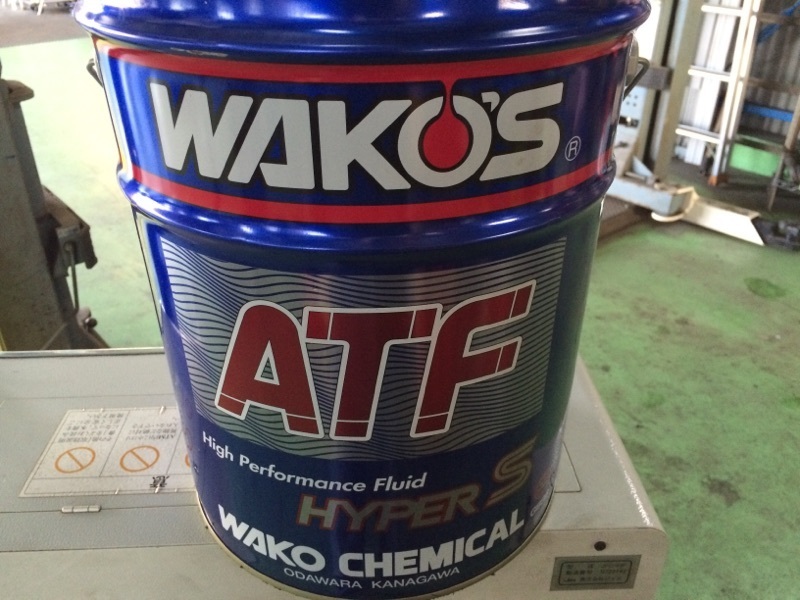 WAKO'S®
ATF
High Performance Fluid
HYPER S
WAKO CHEMICAL
ODAWARA KANAGAWA